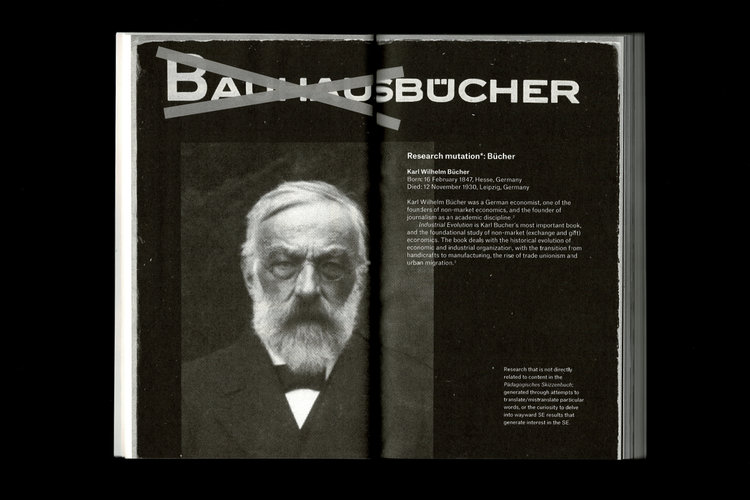 BAUHAUSBÜCHER
Research mutation*: Bücher
Karl Wilhelm Bücher
Born: 16 February 1847, Hesse, Germany
Died: 12 November 1930, Leipzig, Germany
Karl Wilhelm Bücher was a German economist, one of the
founders of non-market economics, and the founder of
journalism as an academic discipline.²
Industrial Evolution is Karl Bucher's most important book,
and the foundational study of non-market (exchange and gift)
economics. The book deals with the historical evolution of
economic and industrial organization, with the transition from
handicrafts to manufacturing, the rise of trade unionism and
urban migration.³
* Research that is not directly
related to content in the
Pädagogisches Skizzenbuch;
generated through attempts to
translate/mistranslate particular
words, or the curiosity to delve
into wayward SE results that
generate interest in the SE.